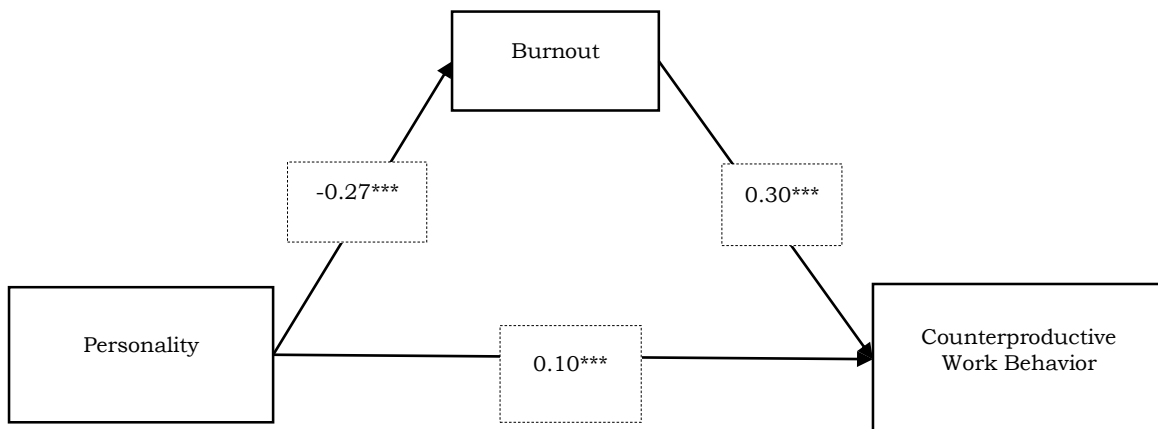 Burnout
-0.27***
0.30***
Personality
0.10***
Counterproductive
Work Behavior